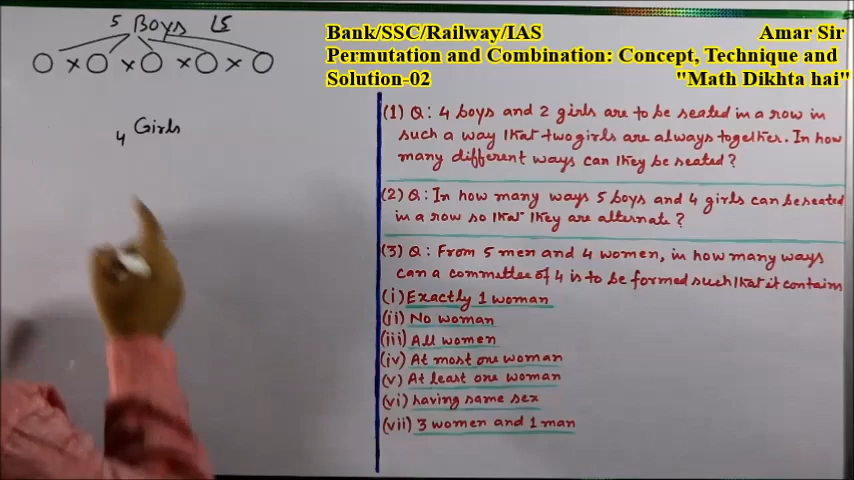 5 Boys 5
O × O × O × O × O
4 Girls
Bank/SSC/Railway/IAS Amar Sir
Permutation and Combination: Concept, Technique and
Solution-02 "Math Dikhta hai"
(1) Q: 4 boys and 2 girls are to be seated in a row in
such a way that two girls are always together. In how
many different ways can they be seated?
(2) Q: In how many ways 5 boys and 4 girls can be seated
in a row so that they are alternate?
(3) Q: From 5 men and 4 women, in how many ways
can a committee of 4 is to be formed such that it contains
(i) Exactly 1 woman
(ii) No woman
(iii) All women
(iv) At most one woman
(v) At least one woman
(vi) having same sex
(vii) 3 women and 1 man